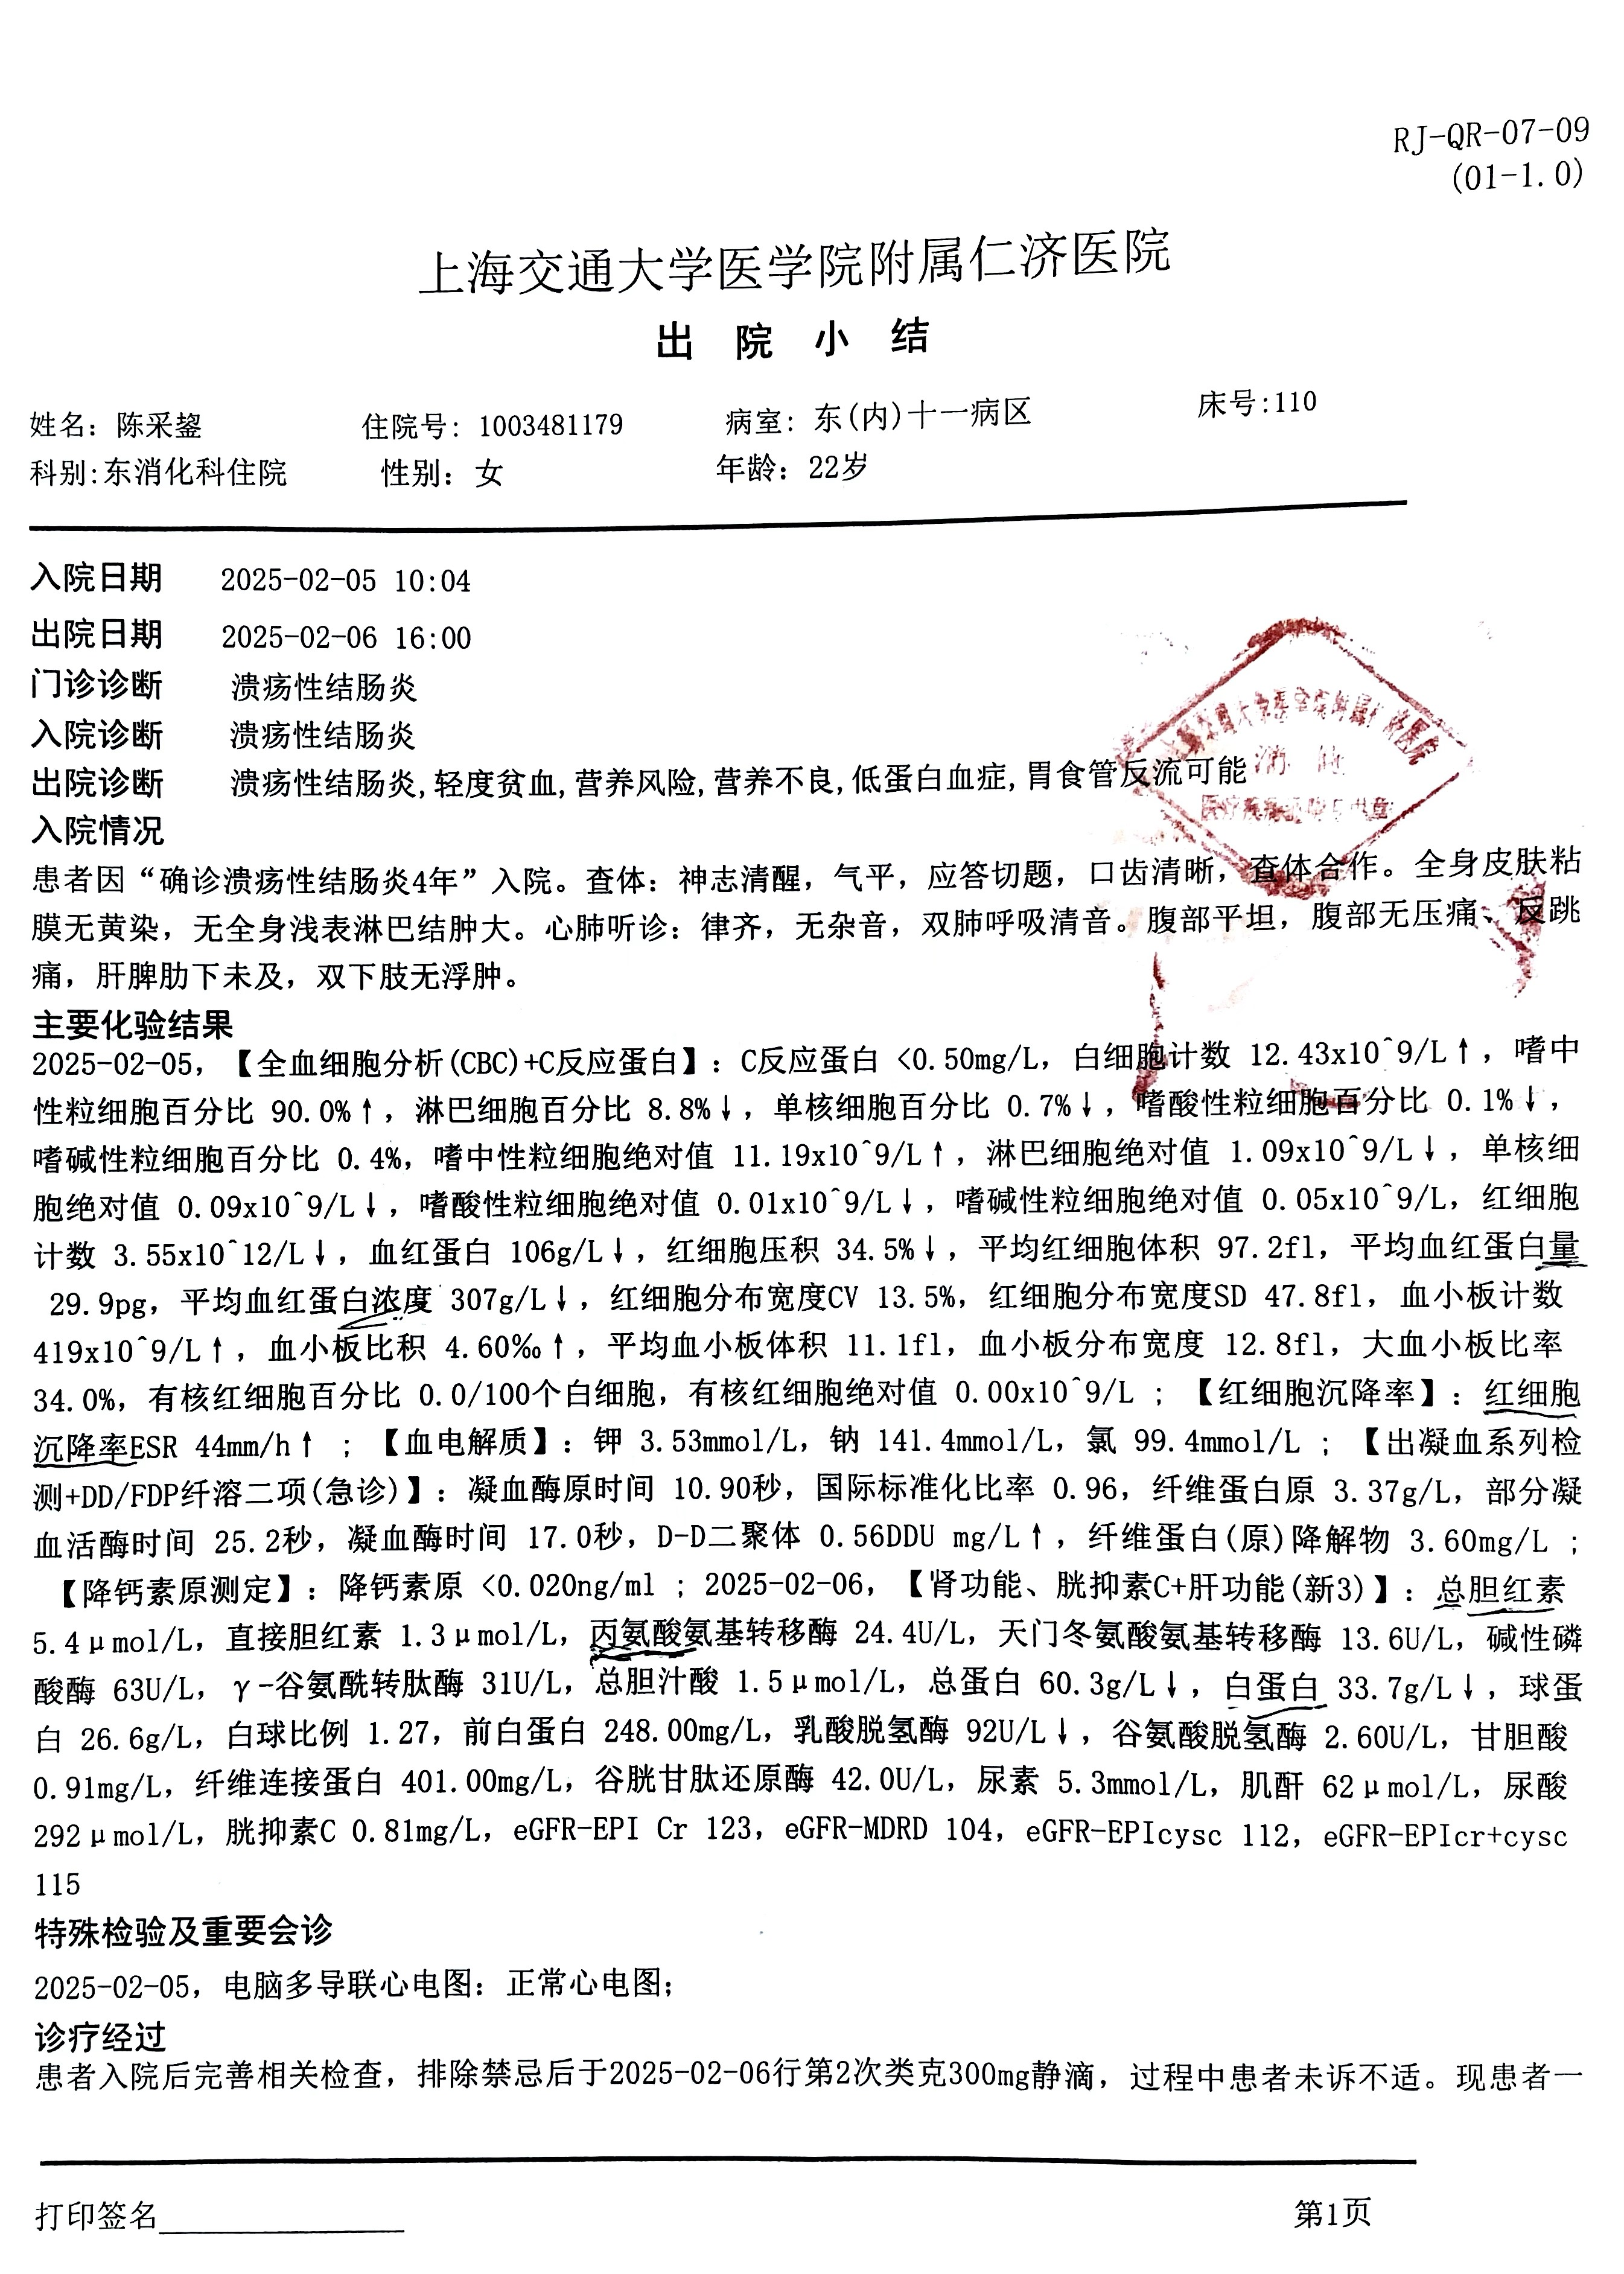 RJ-QR-07-09
(01-1.0)
上海交通大学医学院附属仁济医院
出 院 小 结
姓名：陈采鋆 住院号：1003481179 病室：东(内)十一病区 床号:110
科别:东消化科住院 性别：女 年龄：22岁
入院日期 2025-02-05 10:04
出院日期 2025-02-06 16:00
门诊诊断 溃疡性结肠炎
入院诊断 溃疡性结肠炎
出院诊断 溃疡性结肠炎,轻度贫血,营养风险,营养不良,低蛋白血症,胃食管反流可能
入院情况
患者因“确诊溃疡性结肠炎4年”入院。查体：神志清醒，气平，应答切题，口齿清晰，查体合作。全身皮肤粘
膜无黄染，无全身浅表淋巴结肿大。心肺听诊：律齐，无杂音，双肺呼吸清音。腹部平坦，腹部无压痛、反跳
痛，肝脾肋下未及，双下肢无浮肿。
主要化验结果
2025-02-05，【全血细胞分析(CBC)+C反应蛋白】：C反应蛋白 <0.50mg/L，白细胞计数 12.43x10^9/L↑，嗜中
性粒细胞百分比 90.0%↑，淋巴细胞百分比 8.8%↓，单核细胞百分比 0.7%↓，嗜酸性粒细胞百分比 0.1%↓，
嗜碱性粒细胞百分比 0.4%，嗜中性粒细胞绝对值 11.19x10^9/L↑，淋巴细胞绝对值 1.09x10^9/L↓，单核细
胞绝对值 0.09x10^9/L↓，嗜酸性粒细胞绝对值 0.01x10^9/L↓，嗜碱性粒细胞绝对值 0.05x10^9/L，红细胞
计数 3.55x10^12/L↓，血红蛋白 106g/L↓，红细胞压积 34.5%↓，平均红细胞体积 97.2fl，平均血红蛋白量
29.9pg，平均血红蛋白浓度 307g/L↓，红细胞分布宽度CV 13.5%，红细胞分布宽度SD 47.8fl，血小板计数
419x10^9/L↑，血小板比积 4.60‰↑，平均血小板体积 11.1fl，血小板分布宽度 12.8fl，大血小板比率
34.0%，有核红细胞百分比 0.0/100个白细胞，有核红细胞绝对值 0.00x10^9/L ; 【红细胞沉降率】：红细胞
沉降率ESR 44mm/h↑ ; 【血电解质】：钾 3.53mmol/L，钠 141.4mmol/L，氯 99.4mmol/L ; 【出凝血系列检
测+DD/FDP纤溶二项(急诊)】：凝血酶原时间 10.90秒，国际标准化比率 0.96，纤维蛋白原 3.37g/L，部分凝
血活酶时间 25.2秒，凝血酶时间 17.0秒，D-D二聚体 0.56DDU mg/L↑，纤维蛋白(原)降解物 3.60mg/L ;
【降钙素原测定】：降钙素原 <0.020ng/ml ; 2025-02-06，【肾功能、胱抑素C+肝功能(新3)】：总胆红素
5.4μmol/L，直接胆红素 1.3μmol/L，丙氨酸氨基转移酶 24.4U/L，天门冬氨酸氨基转移酶 13.6U/L，碱性磷
酸酶 63U/L，γ-谷氨酰转肽酶 31U/L，总胆汁酸 1.5μmol/L，总蛋白 60.3g/L↓，白蛋白 33.7g/L↓，球蛋
白 26.6g/L，白球比例 1.27，前白蛋白 248.00mg/L，乳酸脱氢酶 92U/L↓，谷氨酸脱氢酶 2.60U/L，甘胆酸
0.91mg/L，纤维连接蛋白 401.00mg/L，谷胱甘肽还原酶 42.0U/L，尿素 5.3mmol/L，肌酐 62μmol/L，尿酸
292μmol/L，胱抑素C 0.81mg/L，eGFR-EPI Cr 123，eGFR-MDRD 104，eGFR-EPIcysc 112，eGFR-EPIcr+cysc
115
特殊检验及重要会诊
2025-02-05，电脑多导联心电图：正常心电图;
诊疗经过
患者入院后完善相关检查，排除禁忌后于2025-02-06行第2次类克300mg静滴，过程中患者未诉不适。现患者一
打印签名
第1页